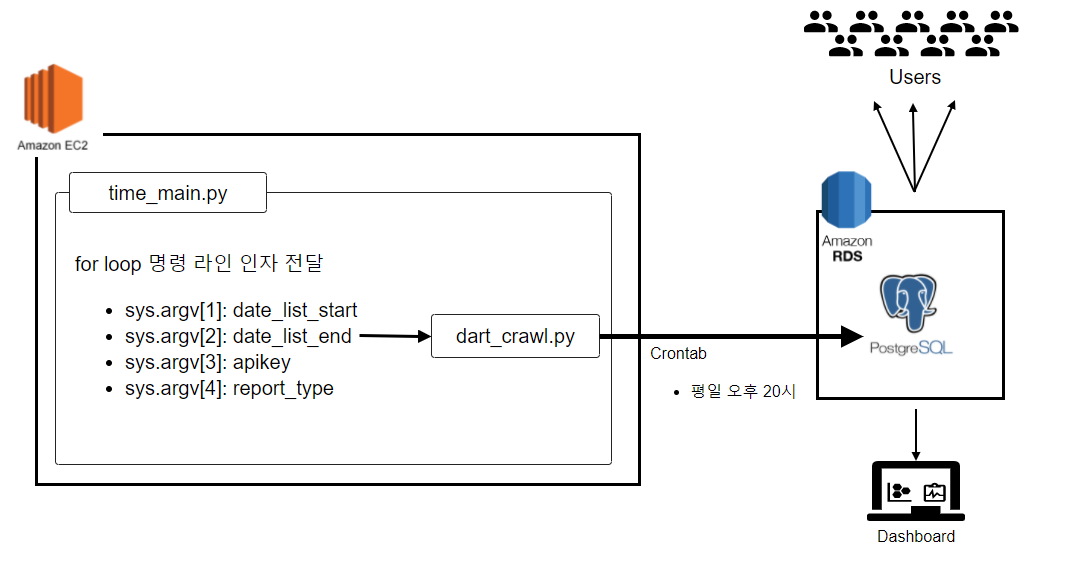 Users
Amazon EC2
time_main.py
for loop 명령 라인 인자 전달
• sys.argv[1]: date_list_start
• sys.argv[2]: date_list_end
• sys.argv[3]: apikey
• sys.argv[4]: report_type
dart_crawl.py
Crontab
• 평일 오후 20시
Amazon
RDS
PostgreSQL
Dashboard